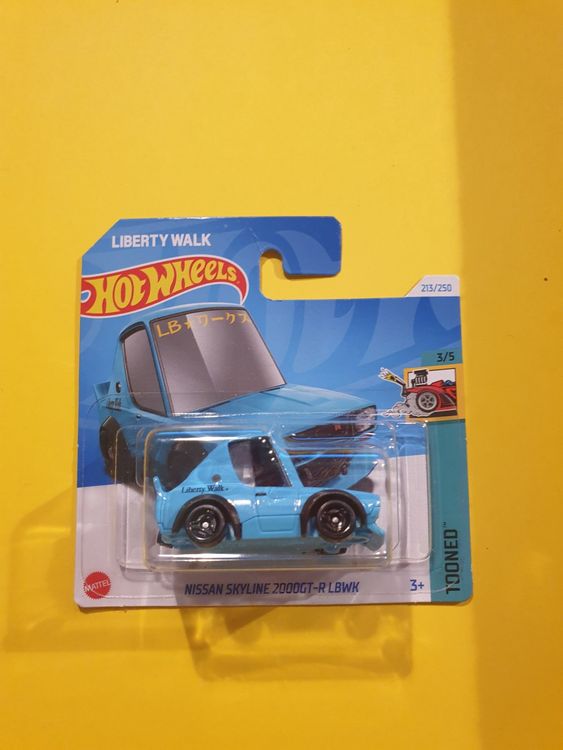 LIBERTY WALK
HOT WHEELS
213/250
3/5
LB★ワークス
Liberty Walk
TOONED™
MATTEL
NISSAN SKYLINE 2000GT-R LBWK
3+